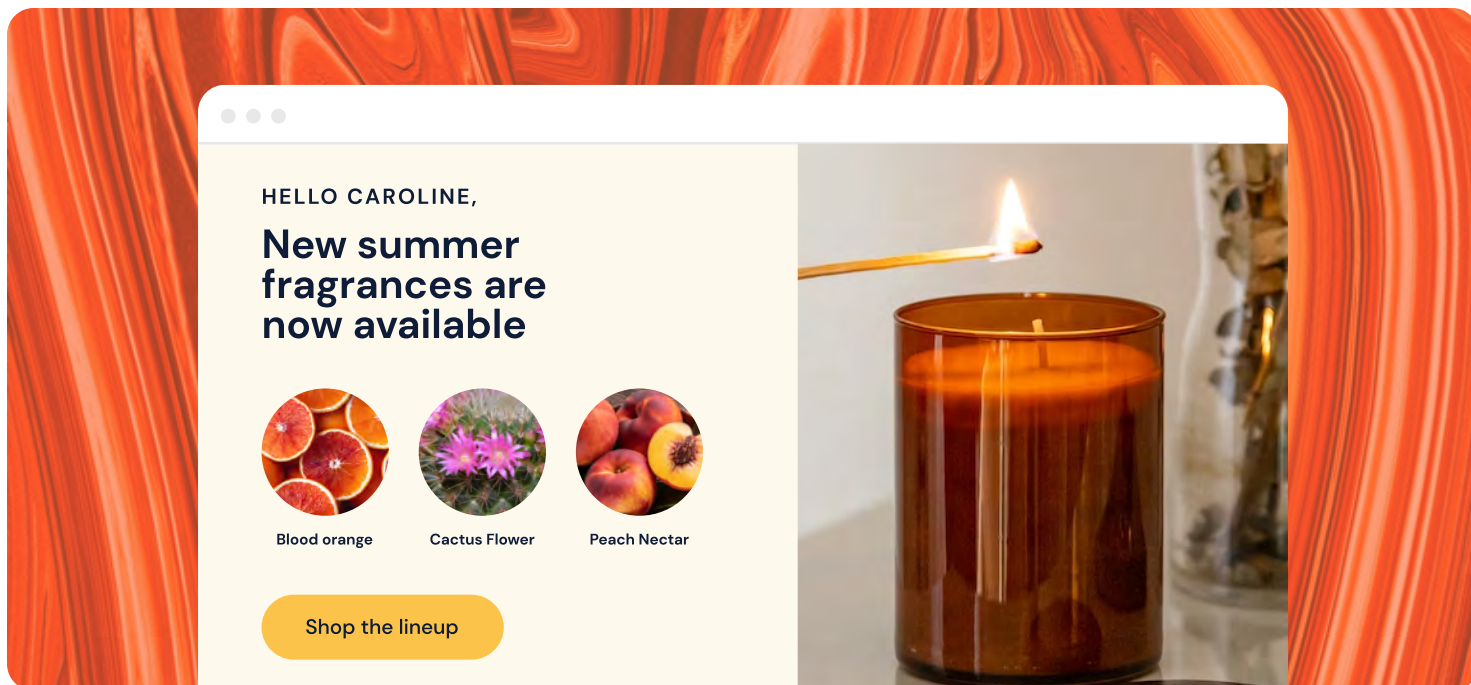 HELLO CAROLINE,
New summer
fragrances are
now available
Blood orange
Cactus Flower
Peach Nectar
Shop the lineup